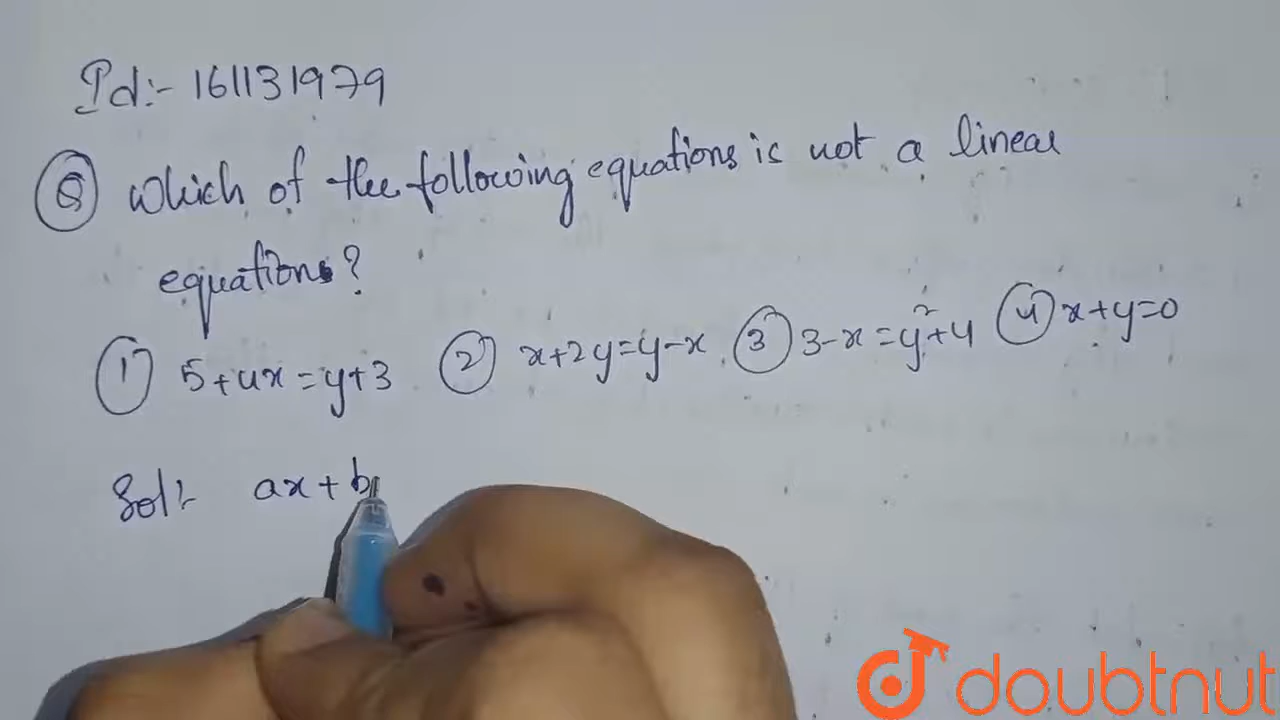 Id:- 161131979
Q Which of the following equations is not a linear
equations?
1 5+4x=y+3 2 x+2y=y-x 3 3-x=y²+4 4 x+y=0
Sol:- ax+b
doubtnut